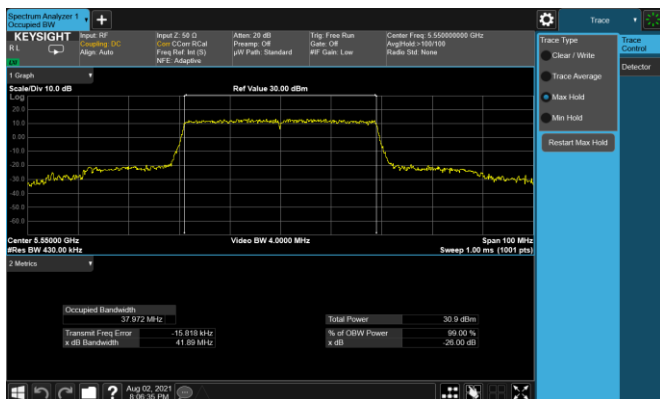 Spectrum Analyzer 1
Occupied BW
Trace
KEYSIGHT
R L
Input: RF
Coupling: DC
Align: Auto
Input Z: 50 Ω
Corr CCorr RCal
Freq Ref: Int (S)
NFE: Adaptive
Atten: 20 dB
Preamp: Off
µW Path: Standard
Trig: Free Run
Gate: Off
#IF Gain: Low
Center Freq: 5.550000000 GHz
Avg|Hold:>100/100
Radio Std: None
Trace Type
Clear / Write
Trace Average
Max Hold
Min Hold
Restart Max Hold
Trace
Control
Detector
1 Graph
Scale/Div 10.0 dB
Ref Value 30.00 dBm
Log
20.0
10.0
0.00
-10.0
-20.0
-30.0
-40.0
-50.0
-60.0
Center 5.55000 GHz
Video BW 4.0000 MHz
Span 100 MHz
#Res BW 430.00 kHz
Sweep 1.00 ms (1001 pts)
2 Metrics
Occupied Bandwidth
37.972 MHz
Total Power
30.9 dBm
Transmit Freq Error
-15.818 kHz
% of OBW Power
99.00 %
x dB Bandwidth
41.89 MHz
x dB
-26.00 dB
Aug 02, 2021
8:06:35 PM